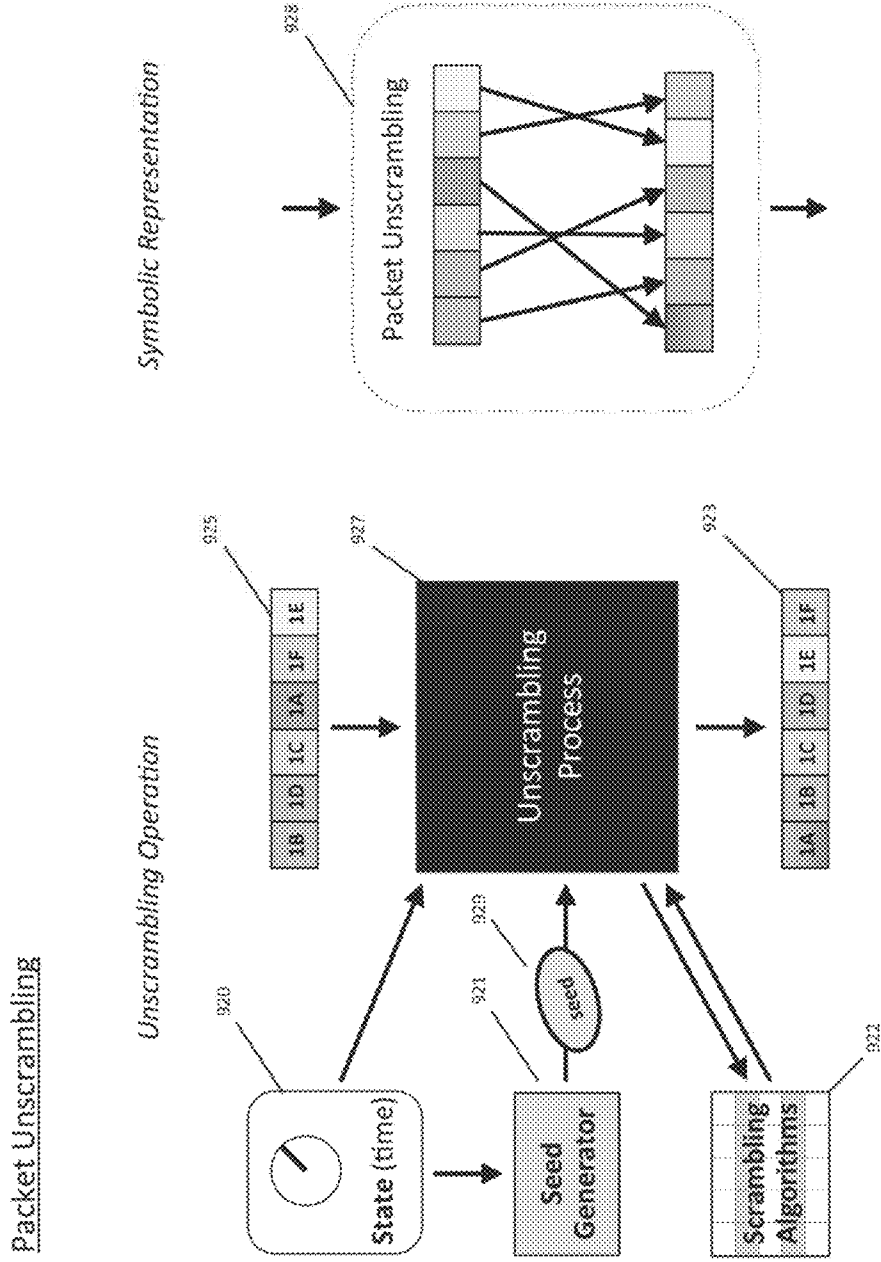 Packet Unscrambling
Unscrambling Operation
Symbolic Representation
920
State (time)
921
Seed
Generator
929
seed
Scrambling
Algorithms
922
925
1B 1D 1C 1A 1F 1E
927
Unscrambling
Process
923
1A 1B 1C 1D 1E 1F
928
Packet Unscrambling